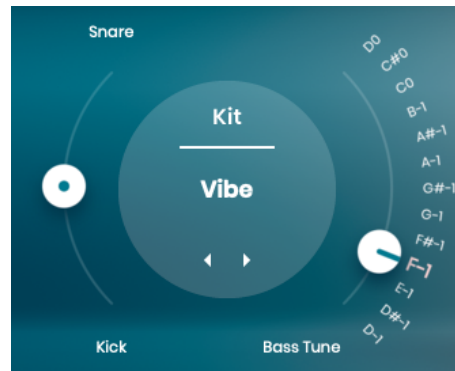 Snare
Kit
Vibe
Kick
Bass Tune
D0
C#0
C0
B-1
A#-1
A-1
G#-1
G-1
F#-1
F-1
E-1
D#-1
D-1